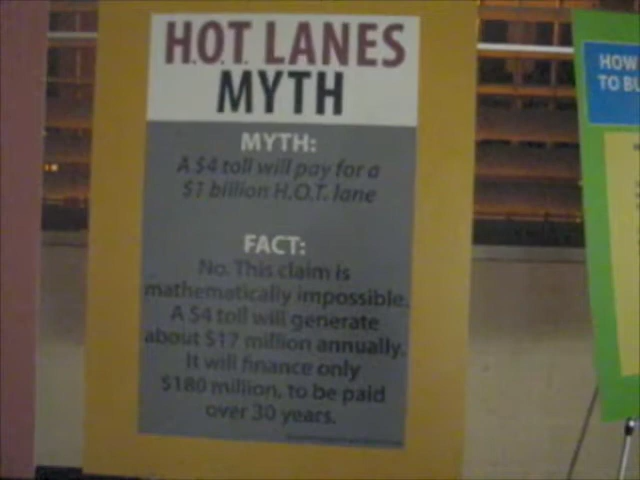 H.O.T. LANES
MYTH
MYTH:
A $4 toll will pay for a
$1 billion H.O.T. lane
FACT:
No. This claim is
mathematically impossible.
A $4 toll will generate
about $17 million annually.
It will finance only
$180 million, to be paid
over 30 years.
HOW
TO